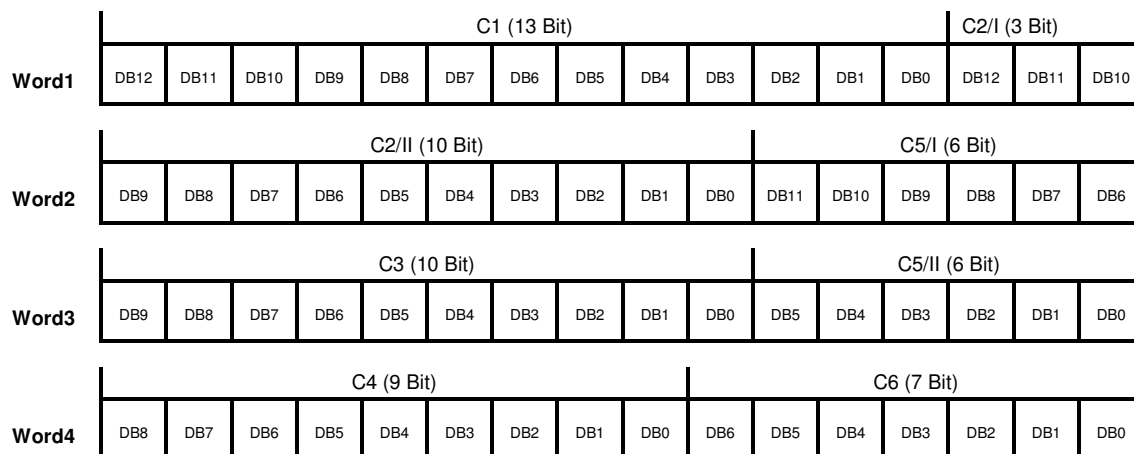 C1 (13 Bit) C2/I (3 Bit)
Word1 DB12 DB11 DB10 DB9 DB8 DB7 DB6 DB5 DB4 DB3 DB2 DB1 DB0 DB12 DB11 DB10
C2/II (10 Bit) C5/I (6 Bit)
Word2 DB9 DB8 DB7 DB6 DB5 DB4 DB3 DB2 DB1 DB0 DB11 DB10 DB9 DB8 DB7 DB6
C3 (10 Bit) C5/II (6 Bit)
Word3 DB9 DB8 DB7 DB6 DB5 DB4 DB3 DB2 DB1 DB0 DB5 DB4 DB3 DB2 DB1 DB0
C4 (9 Bit) C6 (7 Bit)
Word4 DB8 DB7 DB6 DB5 DB4 DB3 DB2 DB1 DB0 DB6 DB5 DB4 DB3 DB2 DB1 DB0